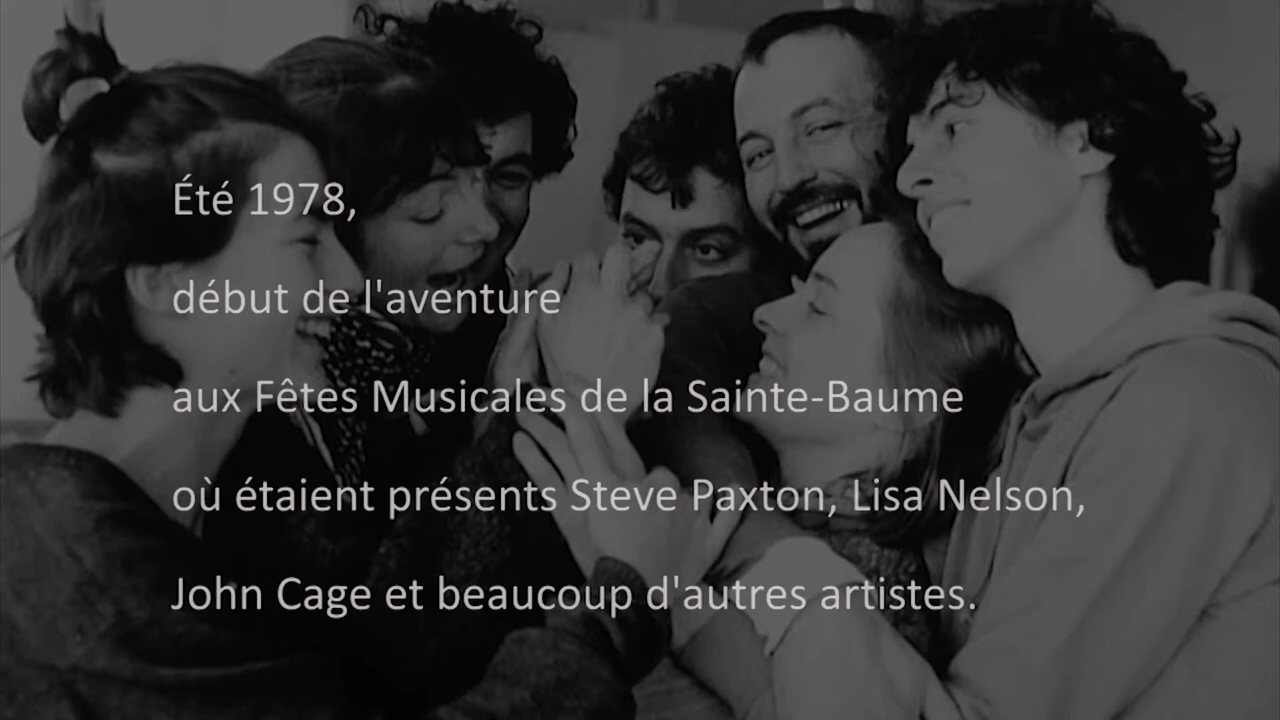 Été 1978,
début de l'aventure
aux Fêtes Musicales de la Sainte-Baume
où étaient présents Steve Paxton, Lisa Nelson,
John Cage et beaucoup d'autres artistes.